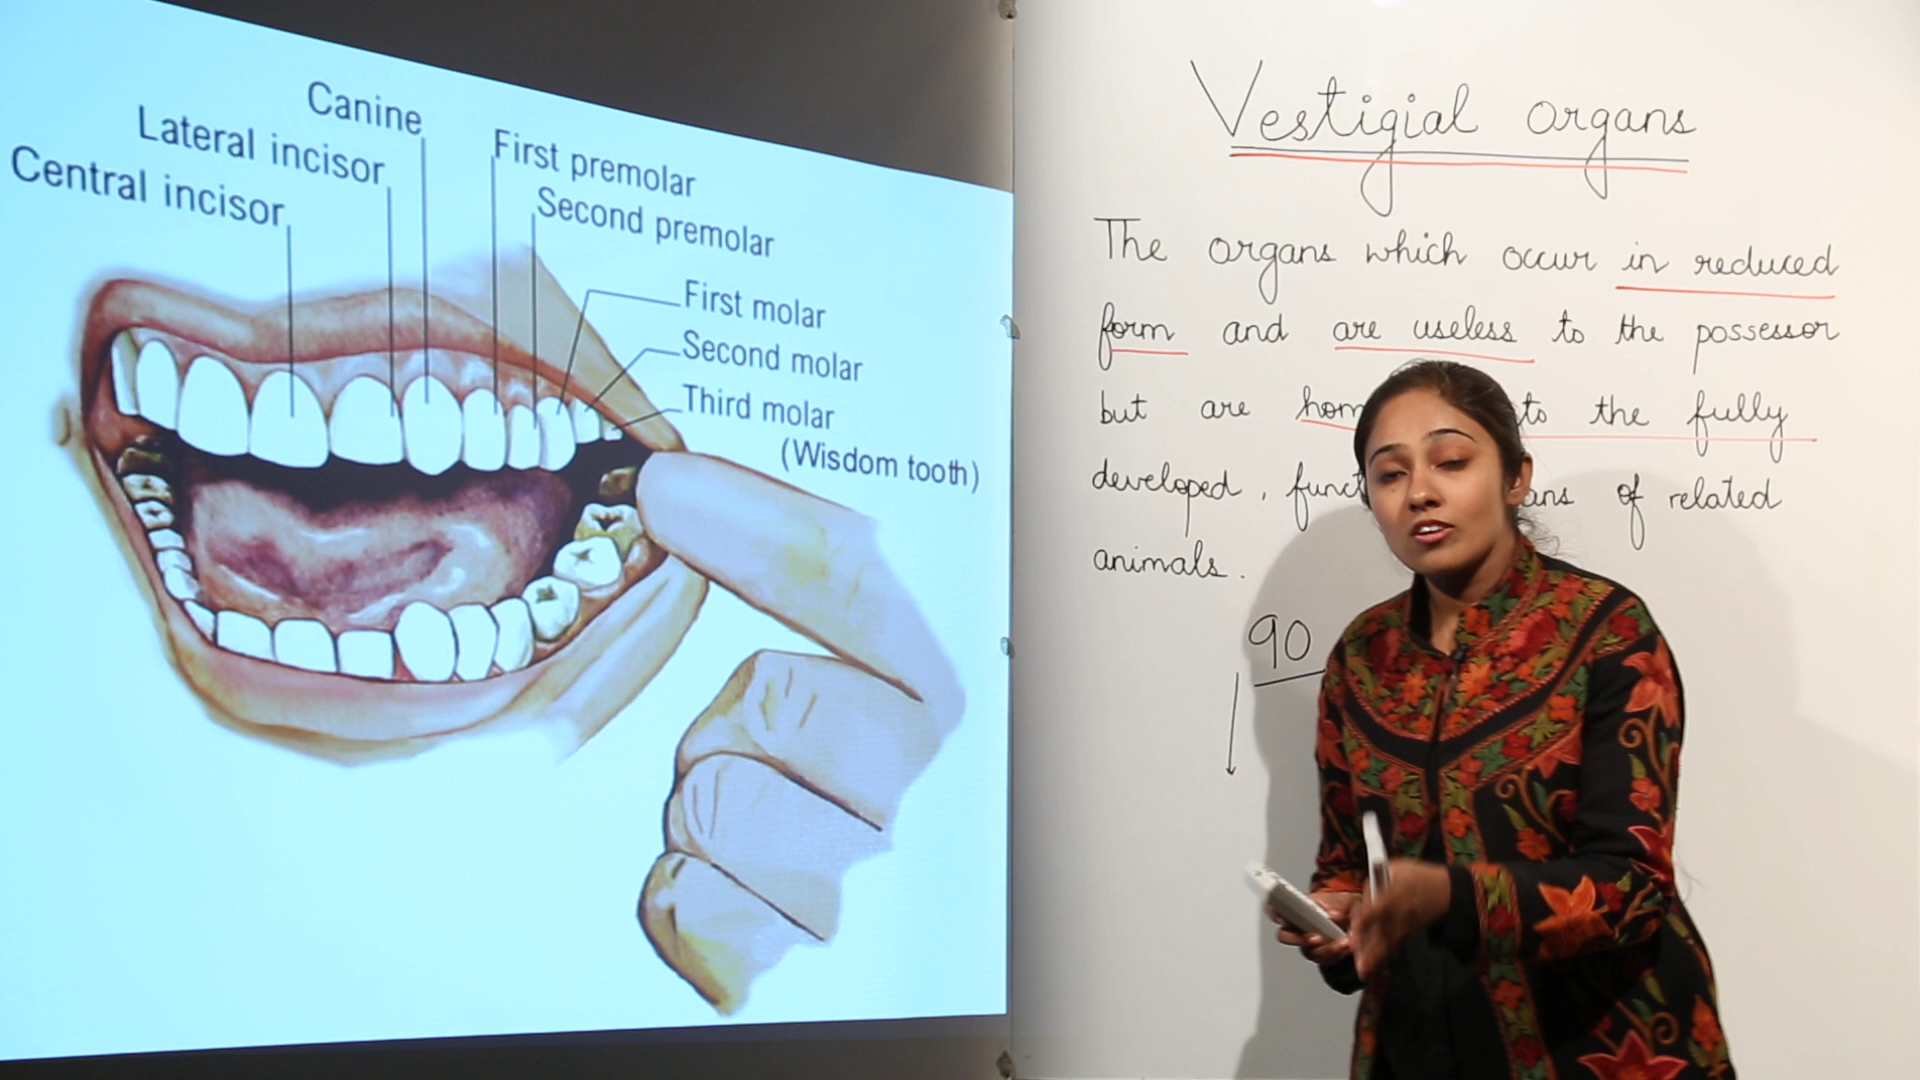 Canine
Lateral incisor
Central incisor
First premolar
Second premolar
First molar
Second molar
Third molar
(Wisdom tooth)
Vestigial organs
The organs which occur in reduced
form and are useless to the possessor
but are to the fully
developed, of related
animals.
90